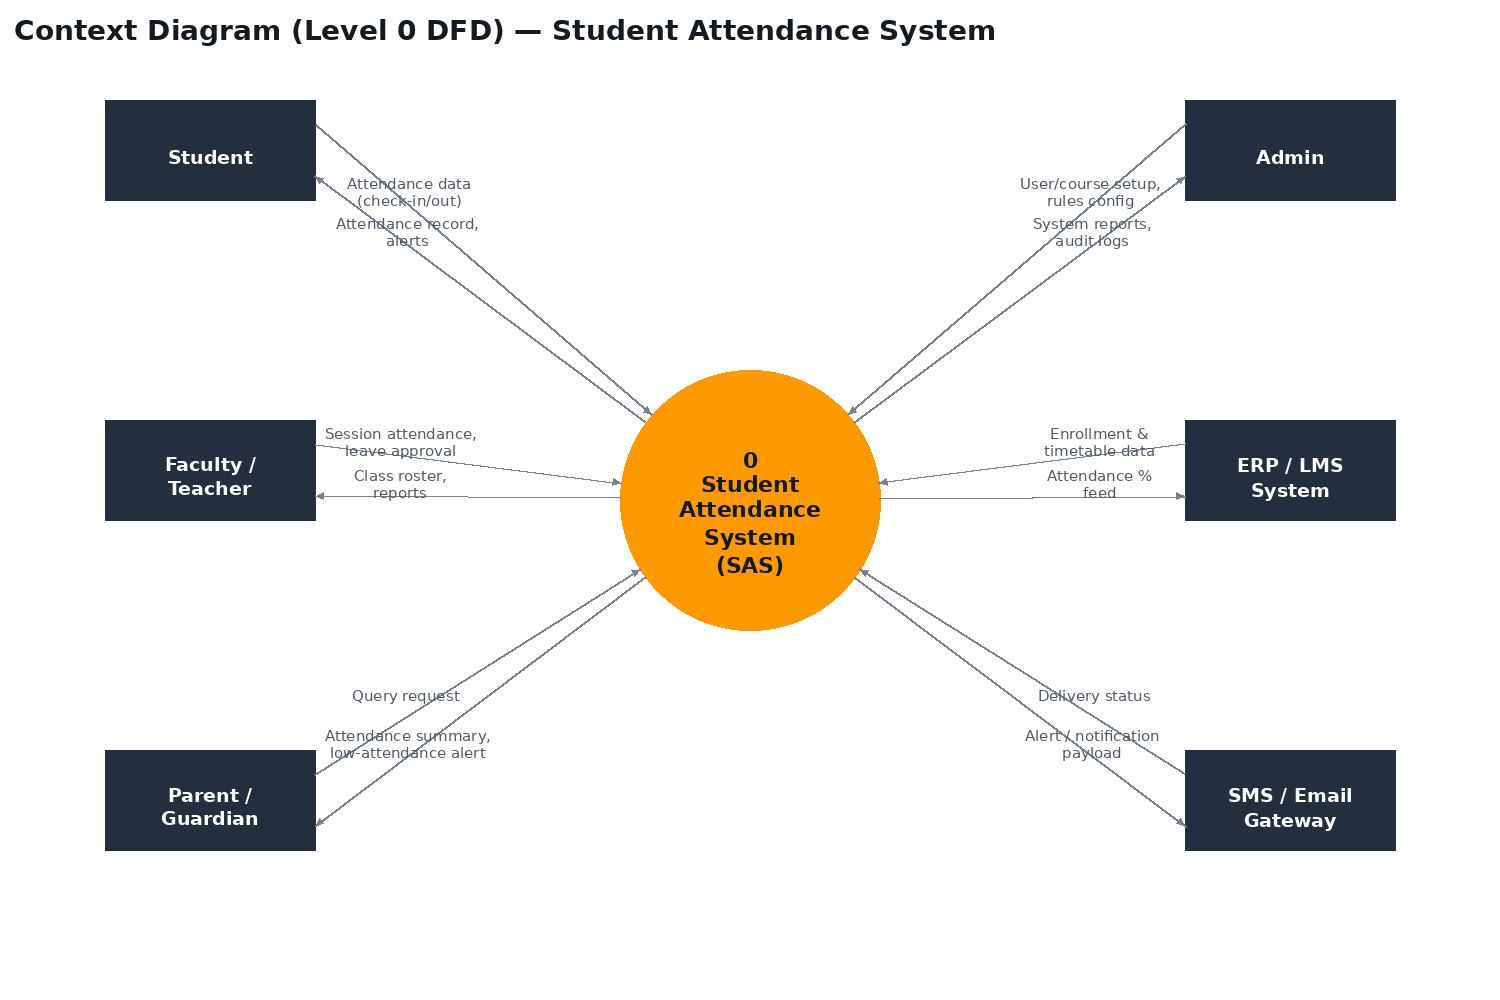 Context Diagram (Level 0 DFD) — Student Attendance System
Student
Attendance data
(check-in/out)
Attendance record,
alerts
Admin
User/course setup,
rules config
System reports,
audit logs
Faculty /
Teacher
Session attendance,
leave approval
Class roster,
reports
0
Student
Attendance
System
(SAS)
Enrollment &
timetable data
Attendance %
feed
ERP / LMS
System
Parent /
Guardian
Query request
Attendance summary,
low-attendance alert
Delivery status
Alert / notification
payload
SMS / Email
Gateway